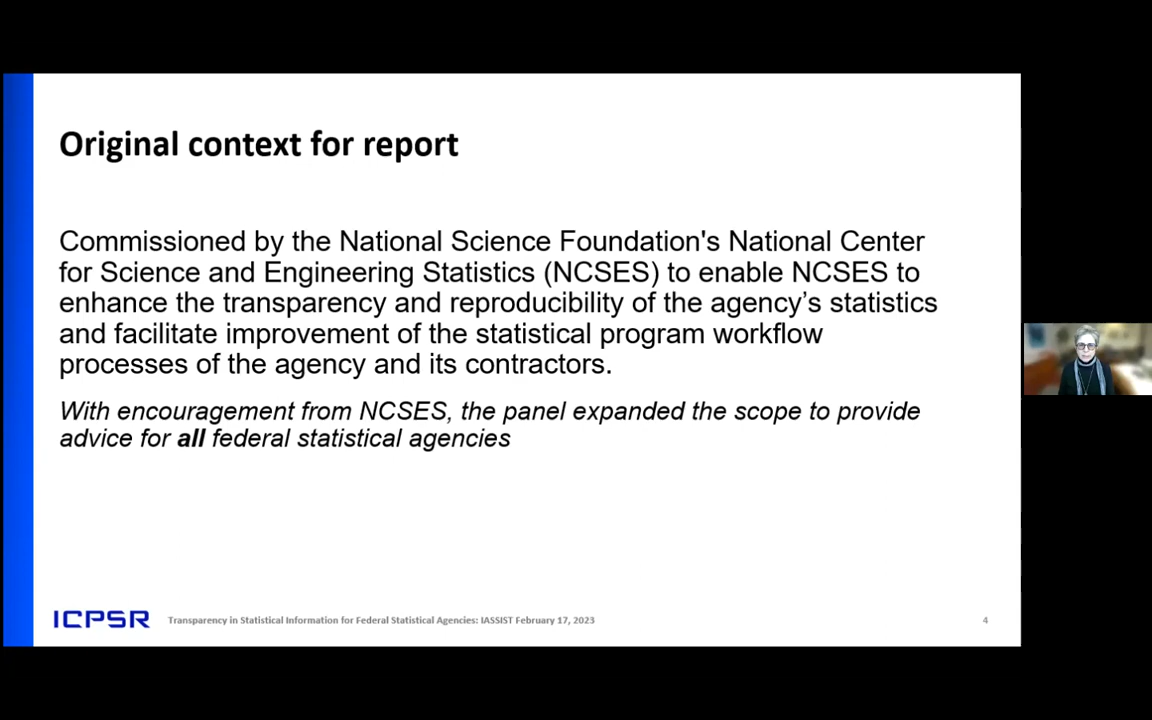 Original context for report
Commissioned by the National Science Foundation's National Center
for Science and Engineering Statistics (NCSES) to enable NCSES to
enhance the transparency and reproducibility of the agency’s statistics
and facilitate improvement of the statistical program workflow
processes of the agency and its contractors.
With encouragement from NCSES, the panel expanded the scope to provide
advice for all federal statistical agencies
ICPSR Transparency in Statistical Information for Federal Statistical Agencies: IASSIST February 17, 2023 4